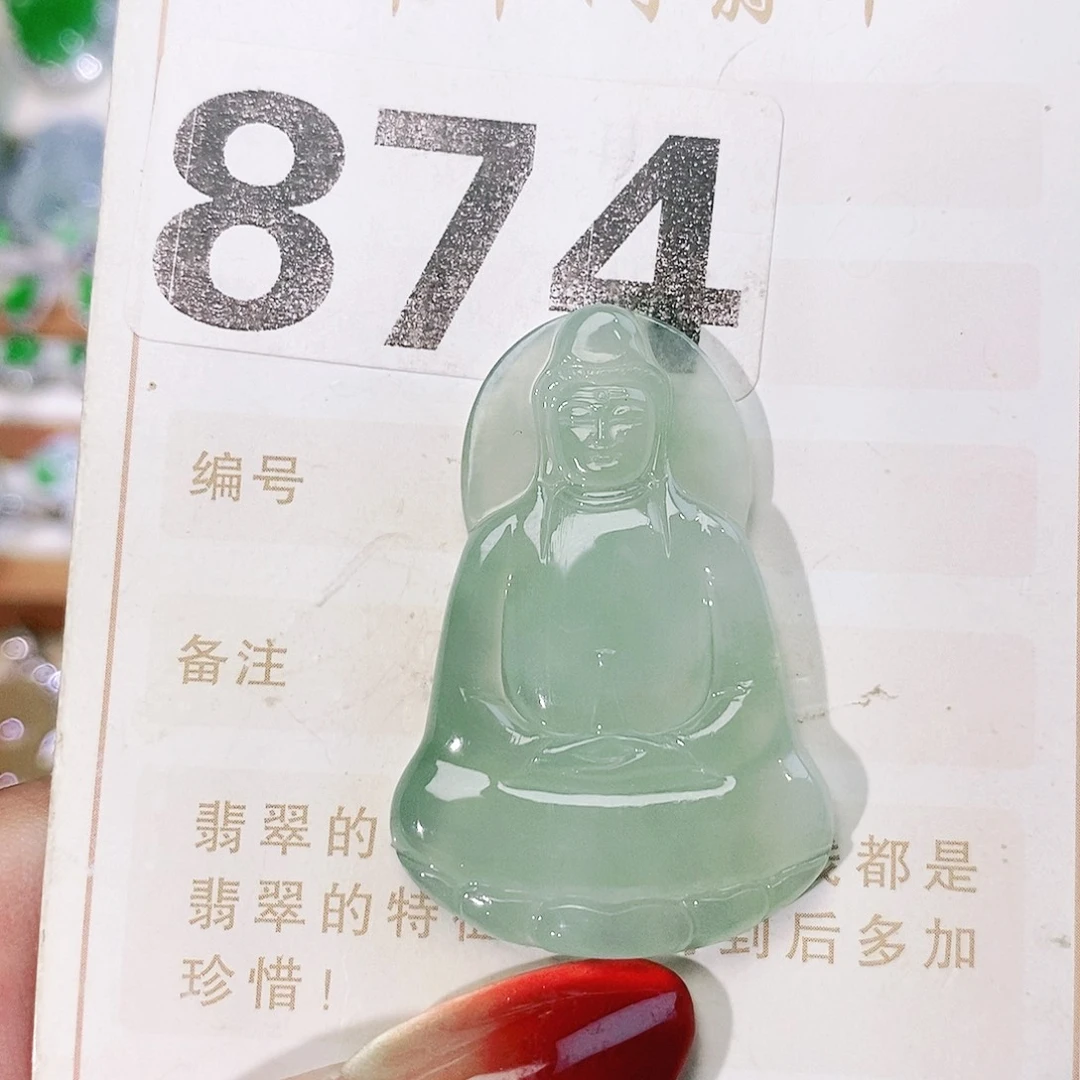 874
编号
备注
翡翠的 都是
翡翠的特 到后多加
珍惜！